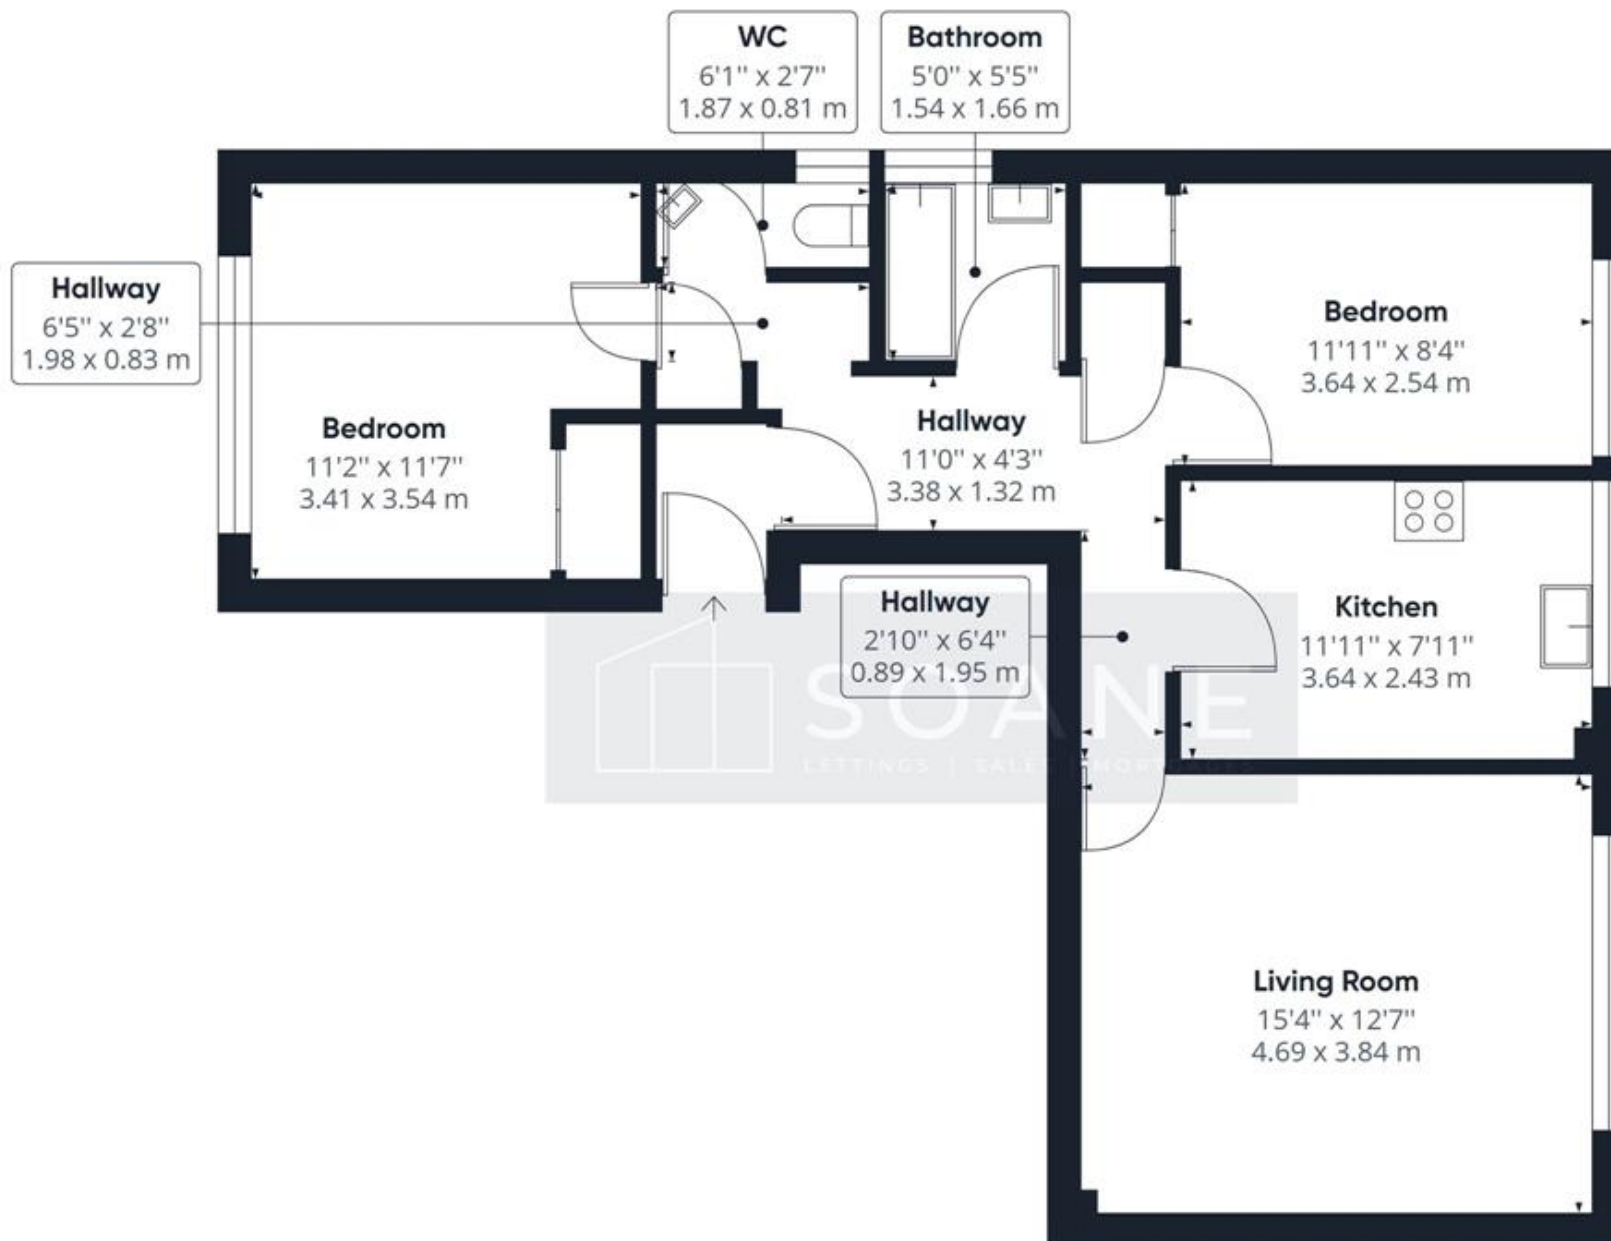 WC
6'1" x 2'7"
1.87 x 0.81 m
Bathroom
5'0" x 5'5"
1.54 x 1.66 m
Hallway
6'5" x 2'8"
1.98 x 0.83 m
Bedroom
11'2" x 11'7"
3.41 x 3.54 m
Hallway
11'0" x 4'3"
3.38 x 1.32 m
Bedroom
11'11" x 8'4"
3.64 x 2.54 m
Hallway
2'10" x 6'4"
0.89 x 1.95 m
Kitchen
11'11" x 7'11"
3.64 x 2.43 m
SOANE
LETTINGS | SALES | MORTGAGES
Living Room
15'4" x 12'7"
4.69 x 3.84 m